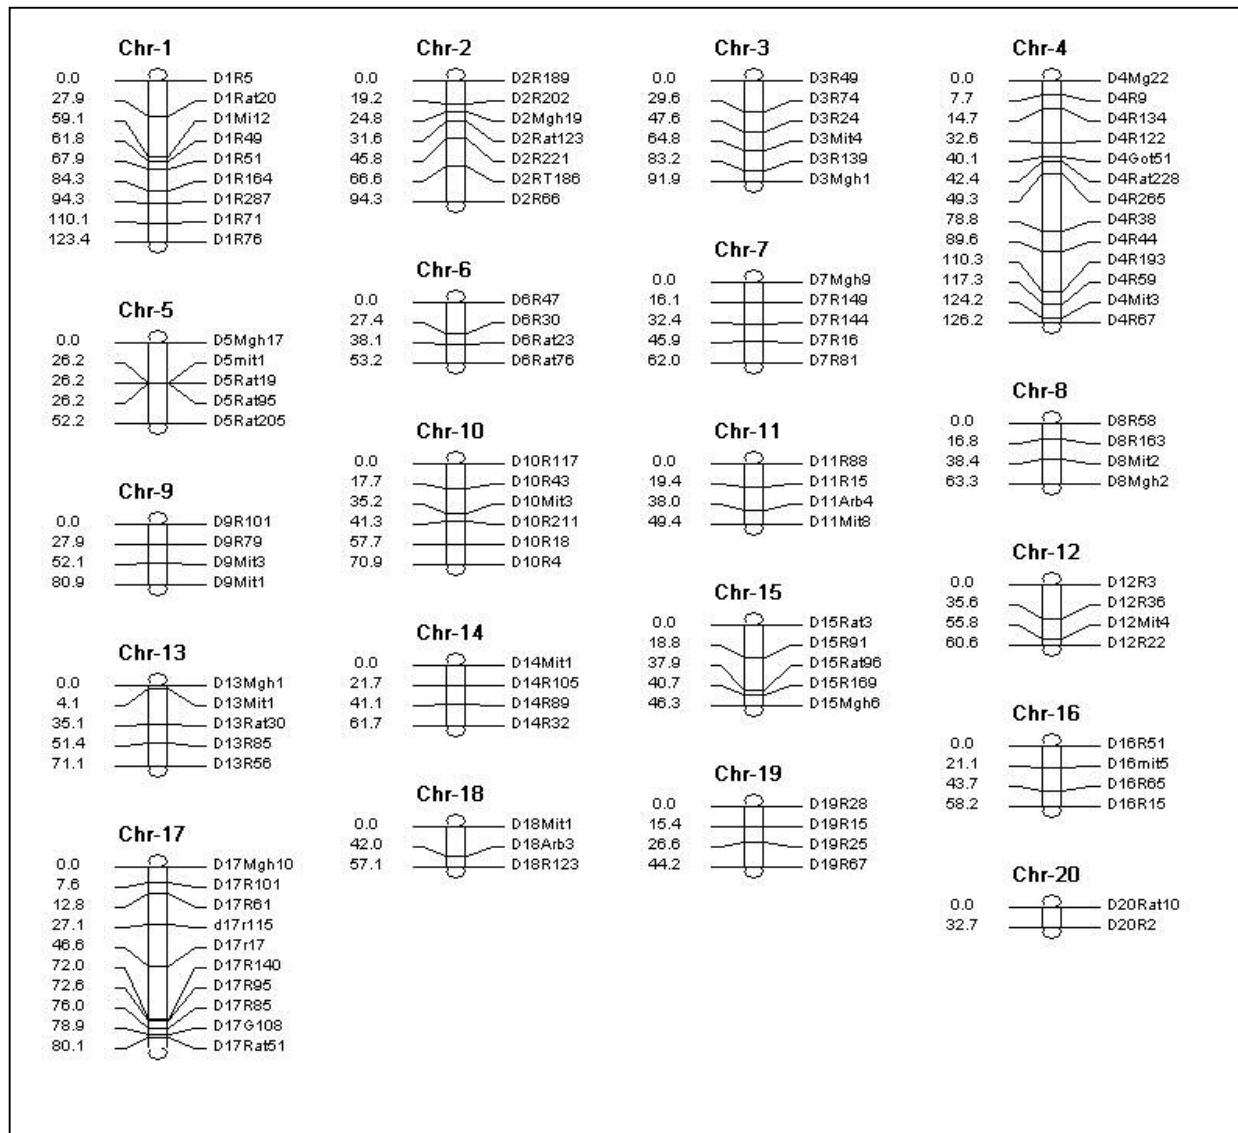 Chr-1
0.0 D1R5
27.9 D1Rat20
59.1 D1Mi12
61.8 D1R49
67.9 D1R51
84.3 D1R164
94.3 D1R287
110.1 D1R71
123.4 D1R76
Chr-2
0.0 D2R189
19.2 D2R202
24.8 D2Mgh19
31.6 D2Rat123
45.8 D2R221
66.6 D2RT186
94.3 D2R66
Chr-3
0.0 D3R49
29.6 D3R74
47.6 D3R24
64.8 D3Mit4
83.2 D3R139
91.9 D3Mgh1
Chr-4
0.0 D4Mg22
7.7 D4R9
14.7 D4R134
32.6 D4R122
40.1 D4Got51
42.4 D4Rat228
49.3 D4R265
78.8 D4R38
89.6 D4R44
110.3 D4R193
117.3 D4R59
124.2 D4Mit3
126.2 D4R67
Chr-5
0.0 D5Mgh17
26.2 D5mit1
26.2 D5Rat19
26.2 D5Rat95
52.2 D5Rat205
Chr-6
0.0 D6R47
27.4 D6R30
38.1 D6Rat23
53.2 D6Rat76
Chr-7
0.0 D7Mgh9
16.1 D7R149
32.4 D7R144
45.9 D7R16
62.0 D7R81
Chr-8
0.0 D8R58
16.8 D8R163
38.4 D8Mit2
63.3 D8Mgh2
Chr-9
0.0 D9R101
27.9 D9R79
52.1 D9Mit3
80.9 D9Mit1
Chr-10
0.0 D10R117
17.7 D10R43
35.2 D10Mit3
41.3 D10R211
57.7 D10R18
70.9 D10R4
Chr-11
0.0 D11R88
19.4 D11R15
38.0 D11Arb4
49.4 D11Mit8
Chr-12
0.0 D12R3
35.6 D12R36
55.8 D12Mit4
60.6 D12R22
Chr-13
0.0 D13Mgh1
4.1 D13Mit1
35.1 D13Rat30
51.4 D13R85
71.1 D13R56
Chr-14
0.0 D14Mit1
21.7 D14R105
41.1 D14R89
61.7 D14R32
Chr-15
0.0 D15Rat3
18.8 D15R91
37.9 D15Rat96
40.7 D15R169
46.3 D15Mgh6
Chr-16
0.0 D16R51
21.1 D16mit5
43.7 D16R65
58.2 D16R15
Chr-17
0.0 D17Mgh10
7.6 D17R101
12.8 D17R61
27.1 d17r115
46.6 D17r17
72.0 D17R140
72.6 D17R95
76.0 D17R85
78.9 D17G108
80.1 D17Rat51
Chr-18
0.0 D18Mit1
42.0 D18Arb3
57.1 D18R123
Chr-19
0.0 D19R28
15.4 D19R15
26.6 D19R25
44.2 D19R67
Chr-20
0.0 D20Rat10
32.7 D20R2